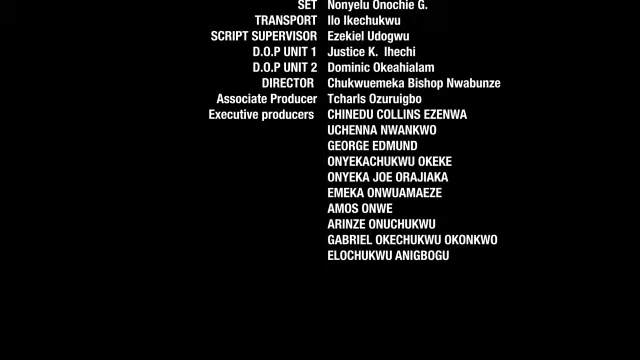 SET Nonyelu Onochie G.
TRANSPORT Ilo Ikechukwu
SCRIPT SUPERVISOR Ezekiel Udogwu
D.O.P UNIT 1 Justice K. Ihechi
D.O.P UNIT 2 Dominic Okeahialam
DIRECTOR Chukwuemeka Bishop Nwabunze
Associate Producer Tcharls Ozuruigbo
Executive producers CHINEDU COLLINS EZENWA
UCHENNA NWANKWO
GEORGE EDMUND
ONYEKACHUKWU OKEKE
ONYEKA JOE ORAJIAKA
EMEKA ONWUAMAEZE
AMOS ONWE
ARINZE ONUCHUKWU
GABRIEL OKECHUKWU OKONKWO
ELOCHUKWU ANIGBOGU